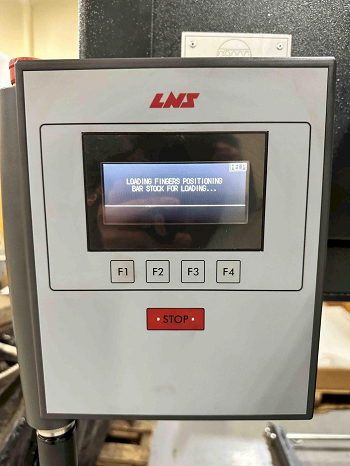 LNS
LOADING FINGERS POSITIONING
BAR STOCK FOR LOADING...
F1 F2 F3 F4
STOP